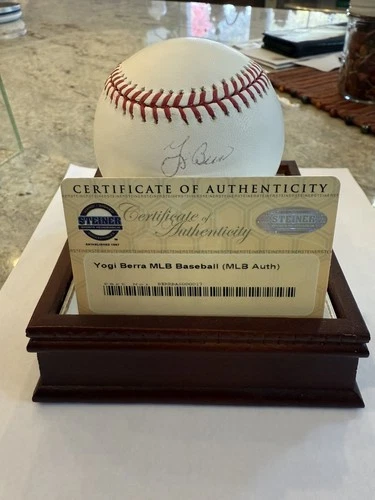 Yogi Berra
CERTIFICATE OF AUTHENTICITY
STEINER
Certificate of
Authenticity
STEINER
Yogi Berra MLB Baseball (MLB Auth)